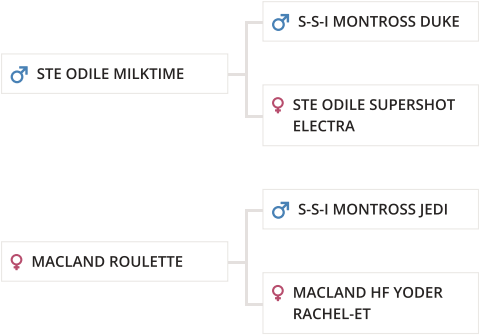 S-S-I MONTROSS DUKE
STE ODILE MILKTIME
STE ODILE SUPERSHOT
ELECTRA
S-S-I MONTROSS JEDI
MACLAND ROULETTE
MACLAND HF YODER
RACHEL-ET